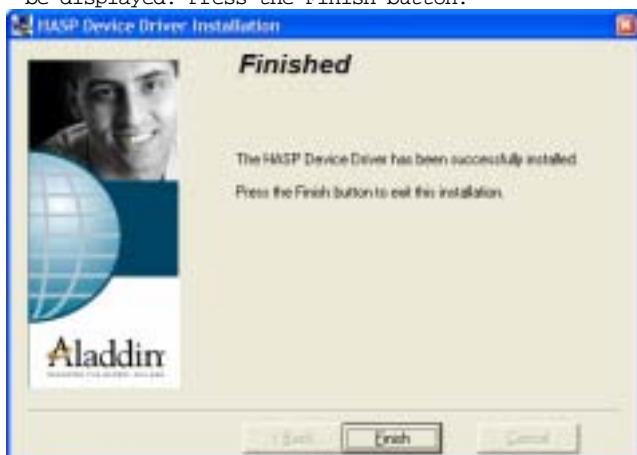 be displayed. Press the Finish button.
HASP Device Driver Installation
Finished
The HASP Device Driver has been successfully installed.
Press the Finish button to exit this installation.
Aladdin
< Back
Finish
Cancel